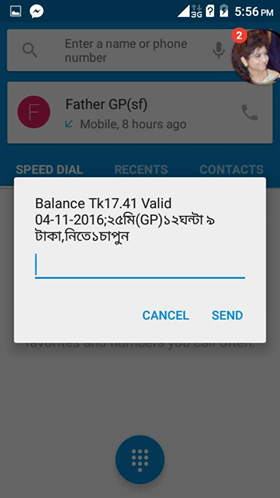 5:56 PM
3G
2
Enter a name or phone
number
F
Father GP(sf)
Mobile, 8 hours ago
SPEED DIAL RECENTS CONTACTS
Balance Tk17.41 Valid
04-11-2016;২৫মি(GP)১২ঘন্টা ৯
টাকা,নিতে১চাপুন
CANCEL SEND
favorites and numbers you call often.